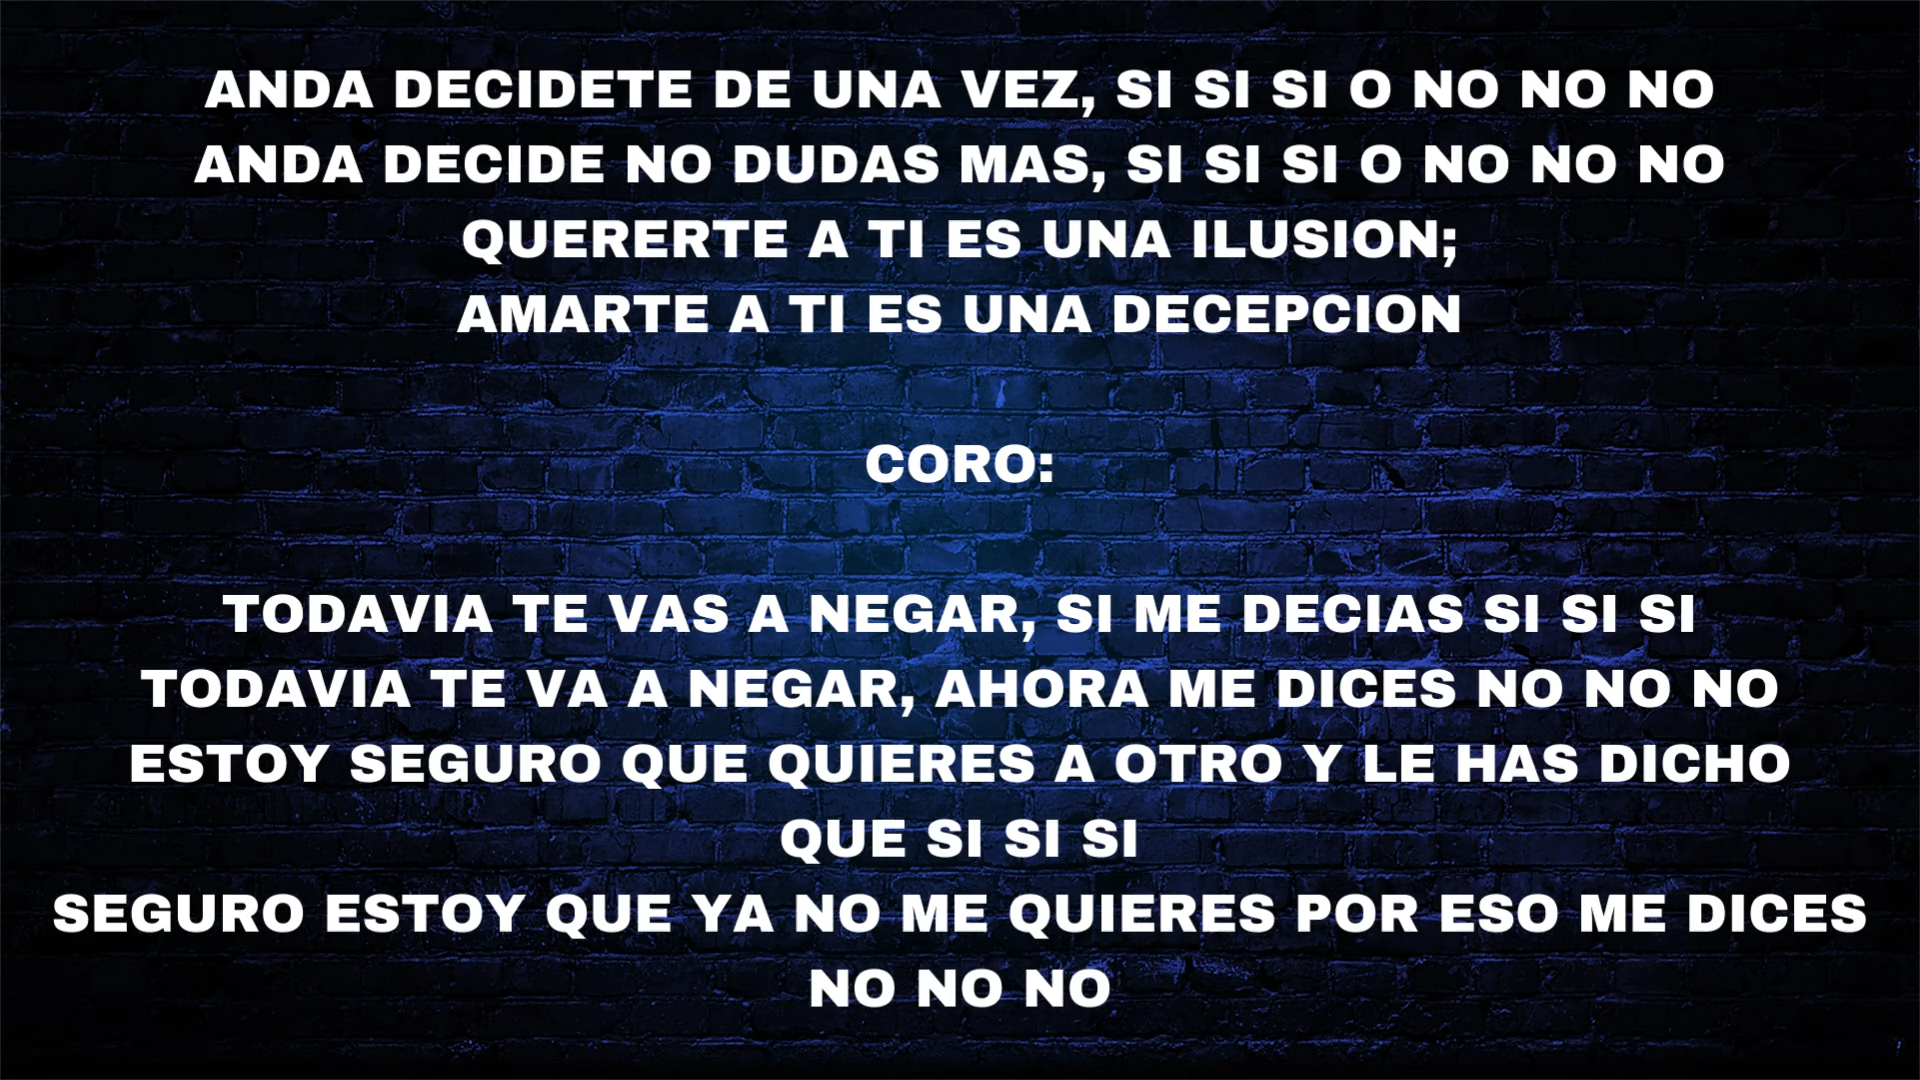 ANDA DECIDETE DE UNA VEZ, SI SI SI O NO NO NO
ANDA DECIDE NO DUDAS MAS, SI SI SI O NO NO NO
QUERERTE A TI ES UNA ILUSION;
AMARTE A TI ES UNA DECEPCION
CORO:
TODAVIA TE VAS A NEGAR, SI ME DECIAS SI SI SI
TODAVIA TE VA A NEGAR, AHORA ME DICES NO NO NO
ESTOY SEGURO QUE QUIERES A OTRO Y LE HAS DICHO
QUE SI SI SI
SEGURO ESTOY QUE YA NO ME QUIERES POR ESO ME DICES
NO NO NO